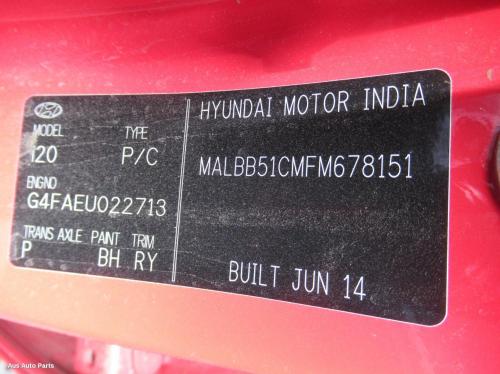 HYUNDAI MOTOR INDIA
MODEL TYPE
i20 P/C
MALBB51CMFM678151
ENGNO
G4FAEU022713
TRANS AXLE PAINT TRIM
P BH RY
BUILT JUN 14
Aus Auto Parts